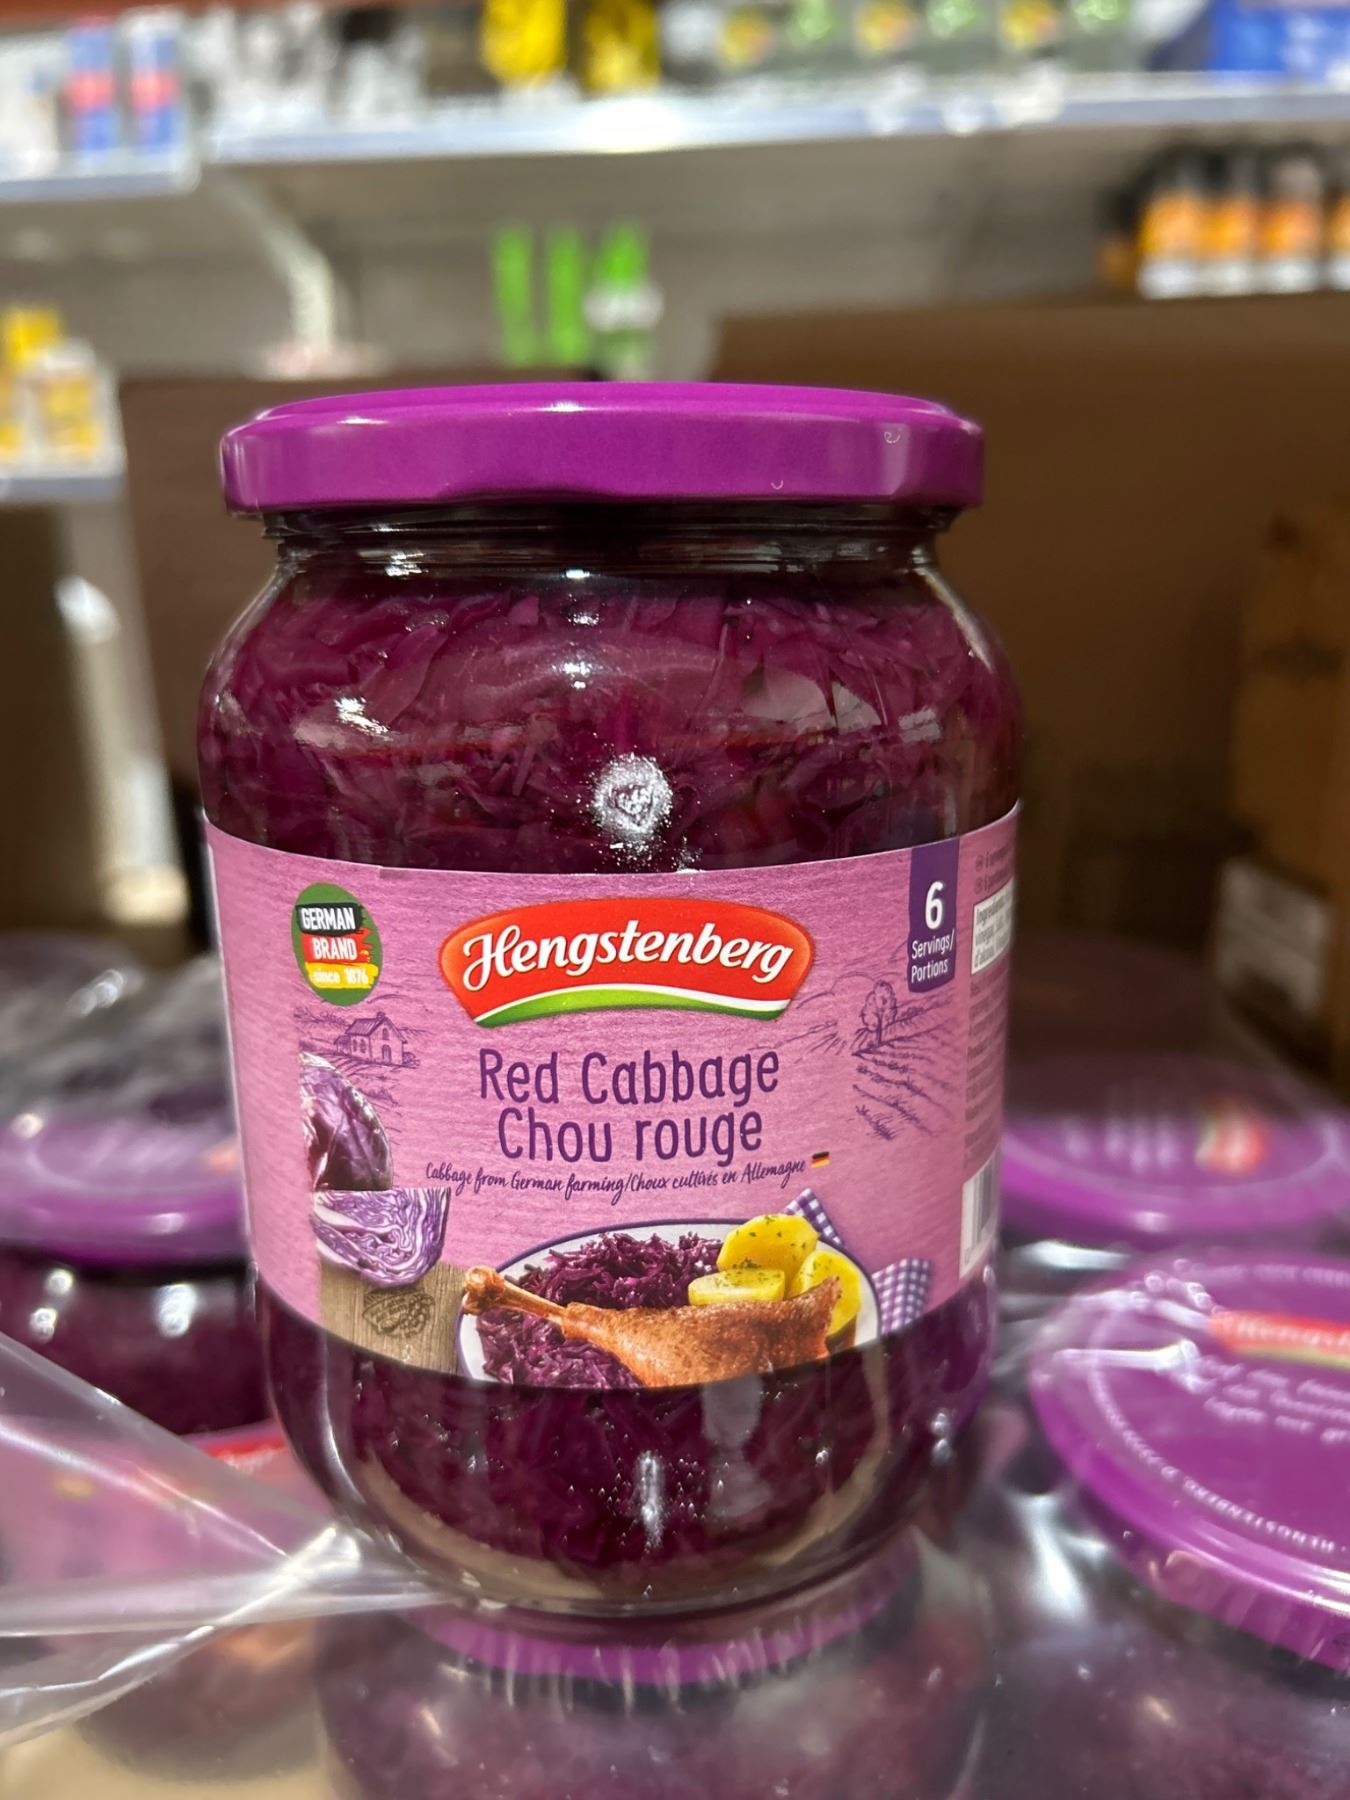 GERMAN
BRAND
since 1876
Hengstenberg
6
Servings/
Portions
Red Cabbage
Chou rouge
Cabbage from German farming/Choux cultivés en Allemagne